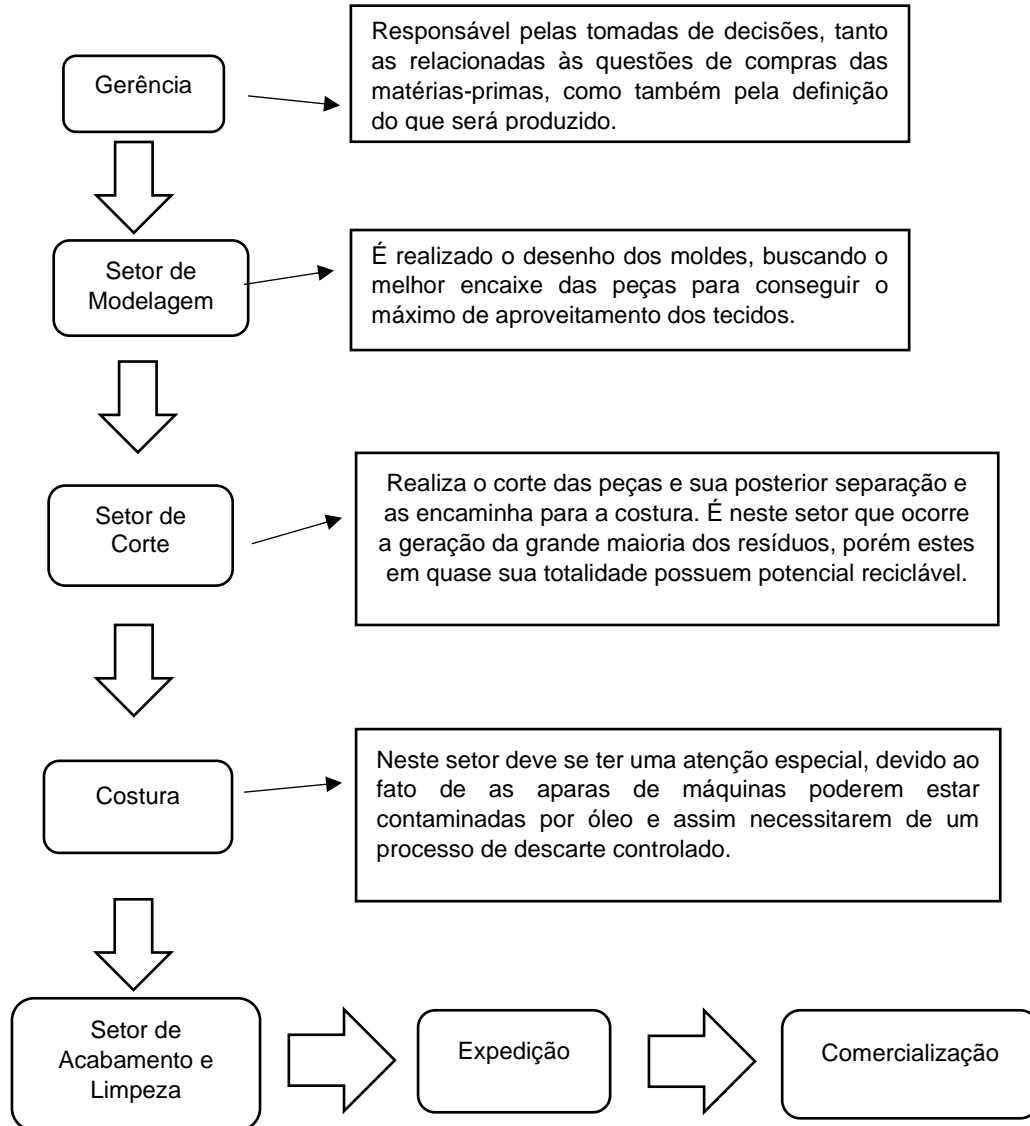 Gerência
Responsável pelas tomadas de decisões, tanto
as relacionadas às questões de compras das
matérias-primas, como também pela definição
do que será produzido.
Setor de
Modelagem
É realizado o desenho dos moldes, buscando o
melhor encaixe das peças para conseguir o
máximo de aproveitamento dos tecidos.
Setor de
Corte
Realiza o corte das peças e sua posterior separação e
as encaminha para a costura. É neste setor que ocorre
a geração da grande maioria dos resíduos, porém estes
em quase sua totalidade possuem potencial reciclável.
Costura
Neste setor deve se ter uma atenção especial, devido ao
fato de as aparas de máquinas poderem estar
contaminadas por óleo e assim necessitarem de um
processo de descarte controlado.
Setor de
Acabamento e
Limpeza
Expedição
Comercialização